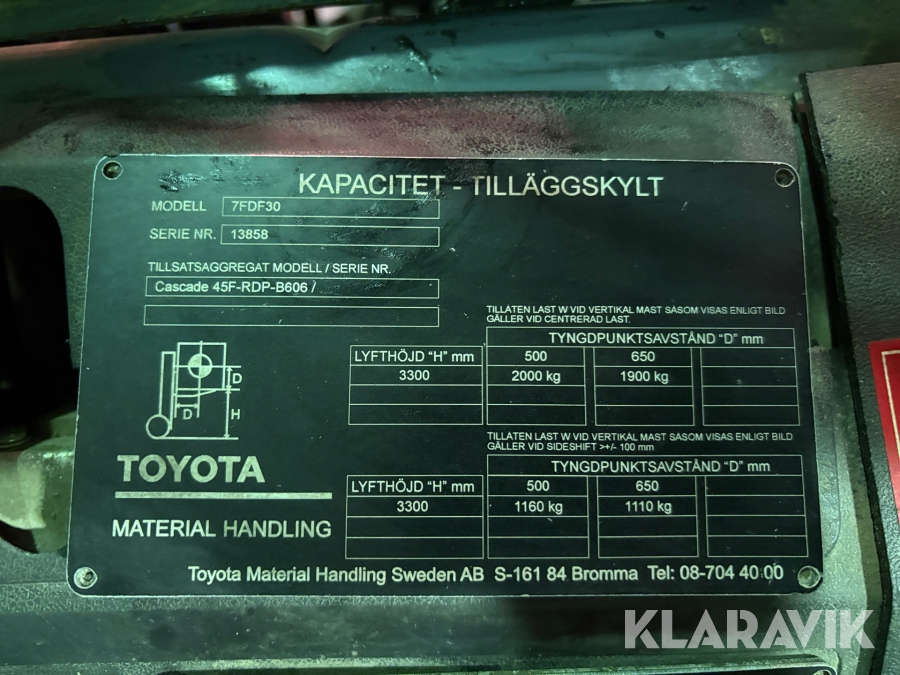 KAPACITET - TILLÄGGSKYLT
MODELL 7FDF30
SERIE NR. 13858
TILLSATSAGGREGAT MODELL / SERIE NR.
Cascade 45F-RDP-B606 /
TILLÅTEN LAST W VID VERTIKAL MAST SÅSOM VISAS ENLIGT BILD
GÄLLER VID CENTRERAD LAST.
TYNGDPUNKTSAVSTÅND "D" mm
LYFTHÖJD "H" mm 500 650
3300 2000 kg 1900 kg
D
D H
TILLÅTEN LAST W VID VERTIKAL MAST SÅSOM VISAS ENLIGT BILD
GÄLLER VID SIDESHIFT >+/- 100 mm
TYNGDPUNKTSAVSTÅND "D" mm
LYFTHÖJD "H" mm 500 650
3300 1160 kg 1110 kg
TOYOTA
MATERIAL HANDLING
Toyota Material Handling Sweden AB S-161 84 Bromma Tel: 08-704 40 00
KLARAVIK